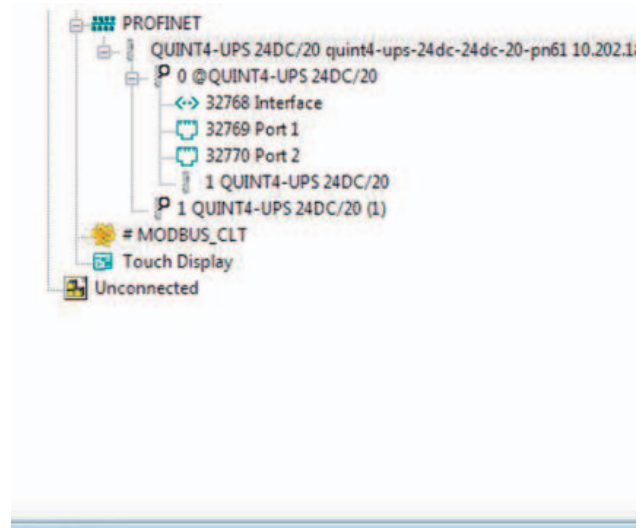 PROFINET
QUINT4-UPS 24DC/20 quint4-ups-24dc-24dc-20-pn61 10.202.18
0 @QUINT4-UPS 24DC/20
32768 Interface
32769 Port 1
32770 Port 2
1 QUINT4-UPS 24DC/20
1 QUINT4-UPS 24DC/20 (1)
# MODBUS_CLT
Touch Display
Unconnected